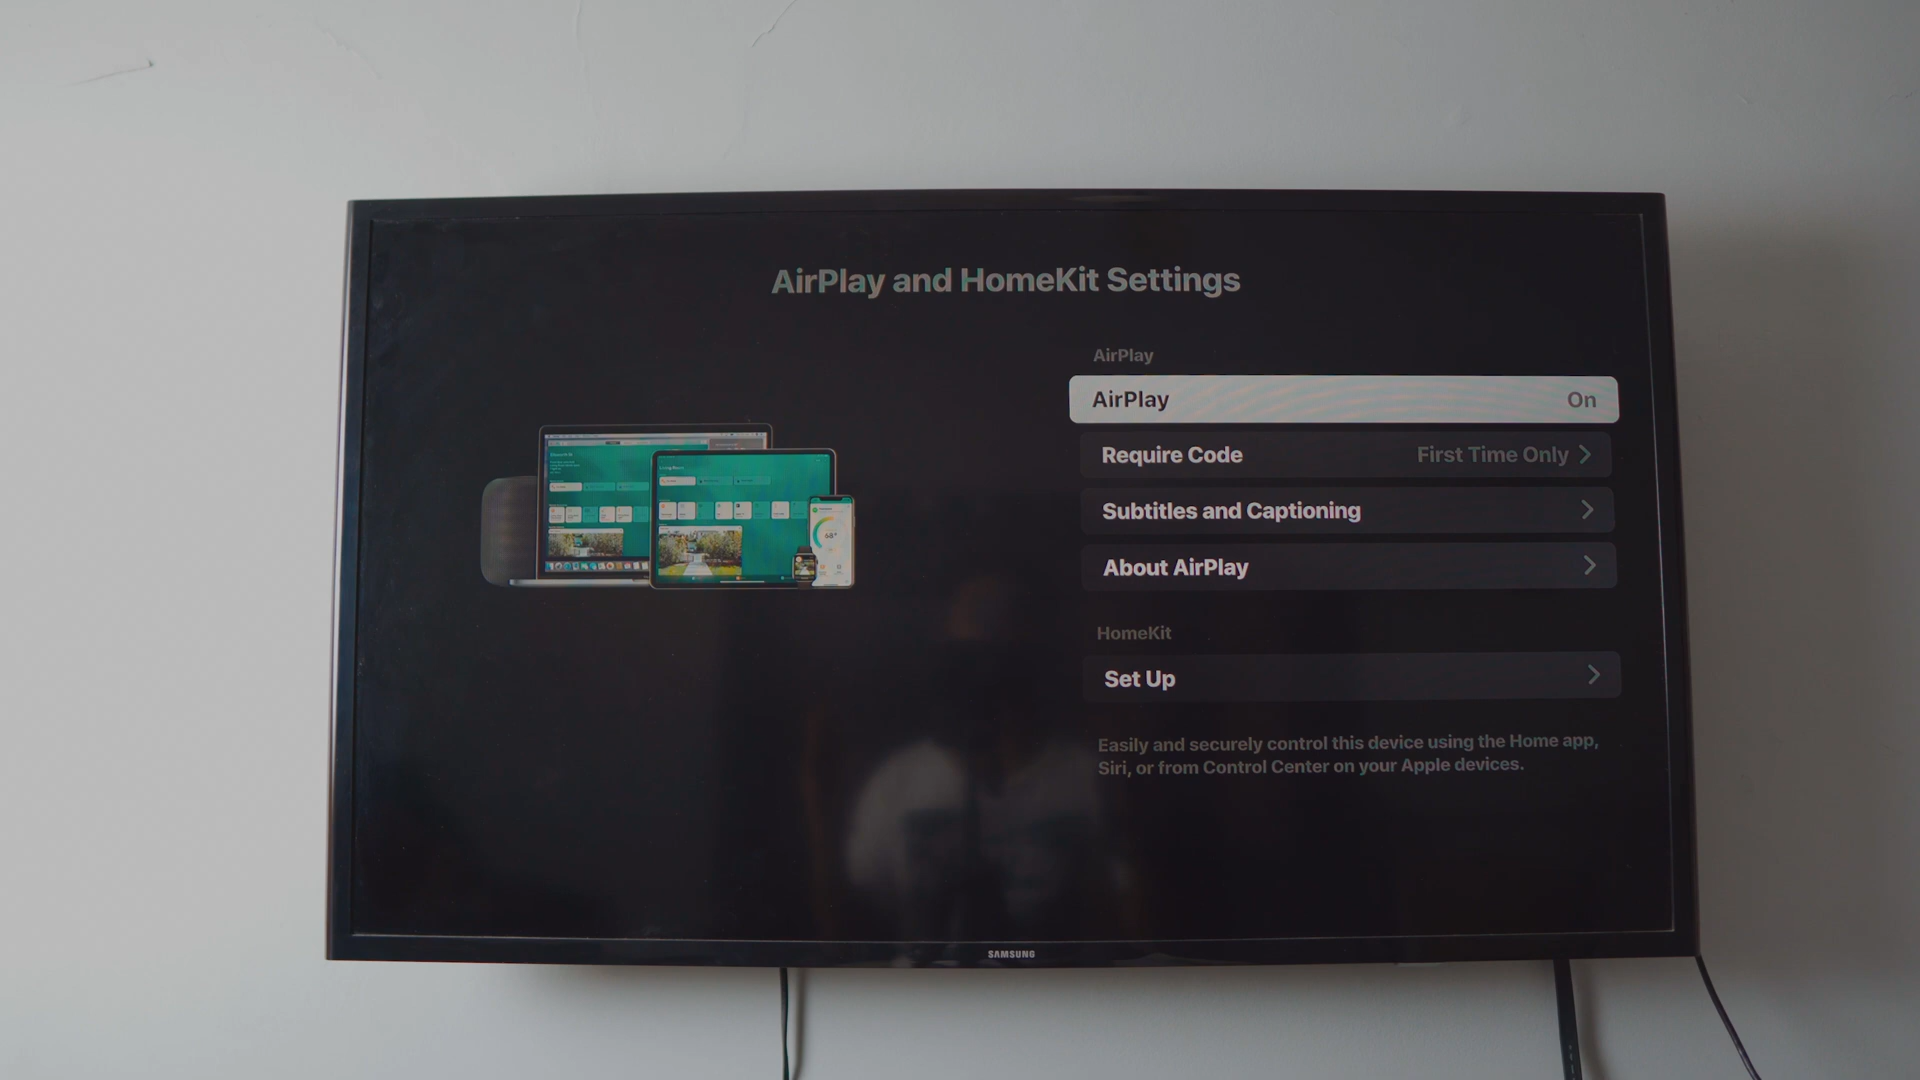 AirPlay and HomeKit Settings
AirPlay
AirPlay On
Require Code First Time Only
Subtitles and Captioning
About AirPlay
HomeKit
Set Up
Easily and securely control this device using the Home app,
Siri, or from Control Center on your Apple devices.
68°
SAMSUNG